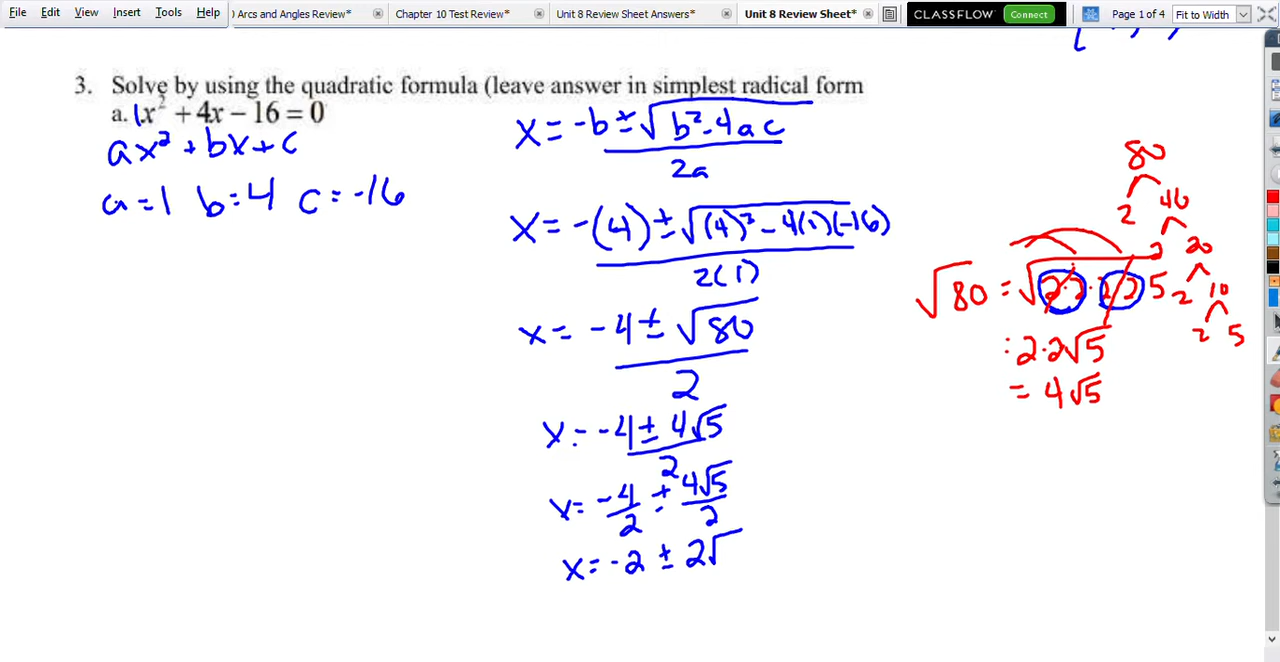 File Edit View Insert Tools Help ) Arcs and Angles Review* Chapter 10 Test Review* Unit 8 Review Sheet Answers* Unit 8 Review Sheet* CLASSFLOW Connect Page 1 of 4 Fit to Width
3. Solve by using the quadratic formula (leave answer in simplest radical form
a. 1x² + 4x – 16 = 0
ax² + bx + c
a = 1 b = 4 c = -16
x = -b ± √b² - 4ac
2a
x = -(4) ± √(4)² - 4(1)(-16)
2(1)
x = -4 ± √80
2
x = -4 ± 4√5
2
x = -4/2 ± 4√5/2
x = -2 ± 2√
80
2 40
2 20
2 10
2 5
√80 = √2·2·2·2 5
: 2·2√5
= 4√5